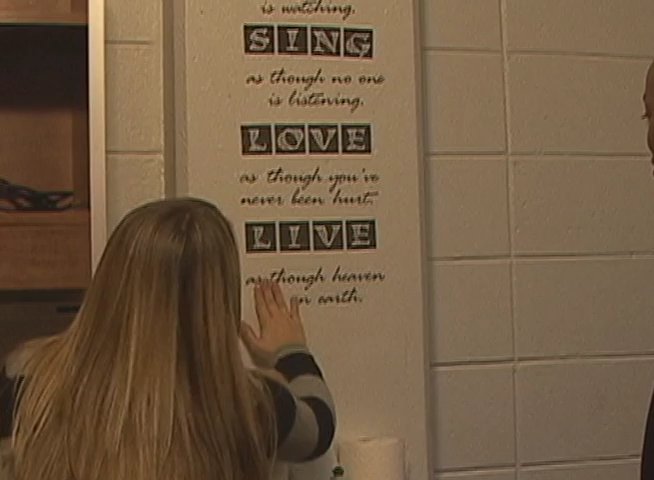 is watching.
SING
as though no one
is listening.
LOVE
as though you've
never been hurt.
LIVE
as though heaven
on earth.